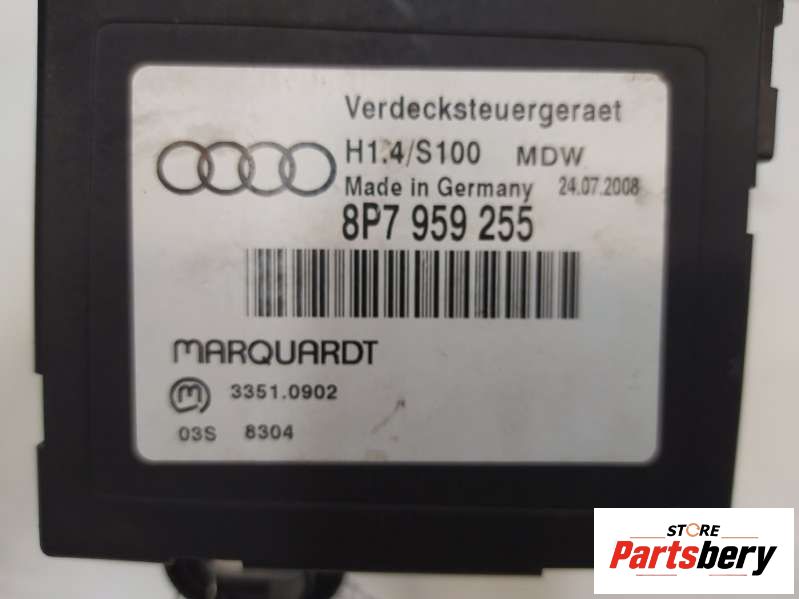 Verdecksteuergeraet
H1.4/S100 MDW
Made in Germany 24.07.2008
8P7 959 255
MARQUARDT
m 3351.0902
03S 8304
STORE
Partsbery